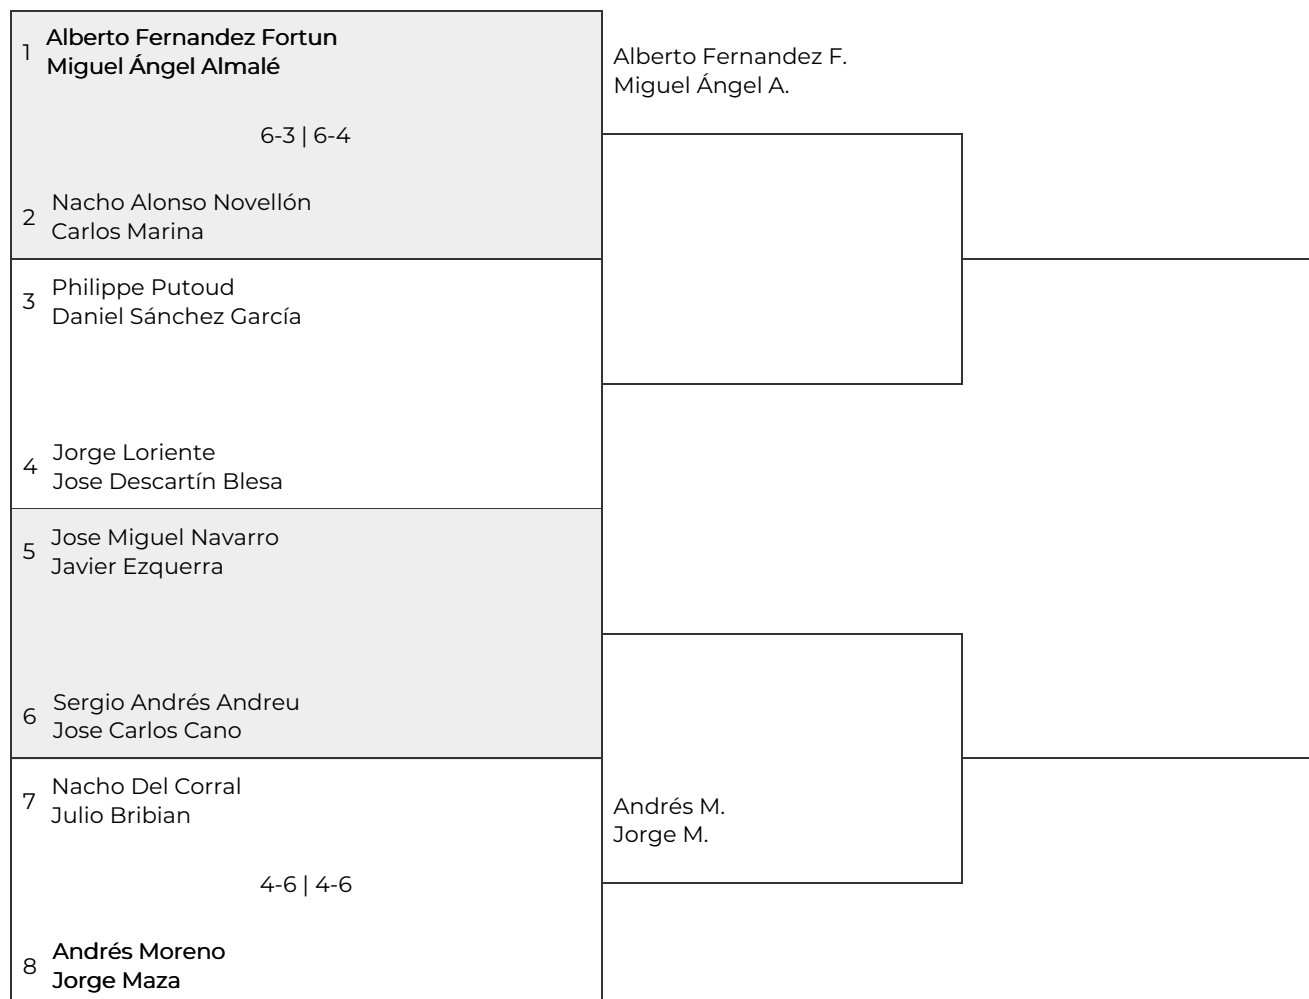 1
Alberto Fernandez Fortun
Miguel Ángel Almalé
6-3 | 6-4
2
Nacho Alonso Novellón
Carlos Marina
3
Philippe Putoud
Daniel Sánchez García
4
Jorge Loriente
Jose Descartín Blesa
5
Jose Miguel Navarro
Javier Ezquerra
6
Sergio Andrés Andreu
Jose Carlos Cano
7
Nacho Del Corral
Julio Bribian
4-6 | 4-6
8
Andrés Moreno
Jorge Maza
Alberto Fernandez F.
Miguel Ángel A.
Andrés M.
Jorge M.